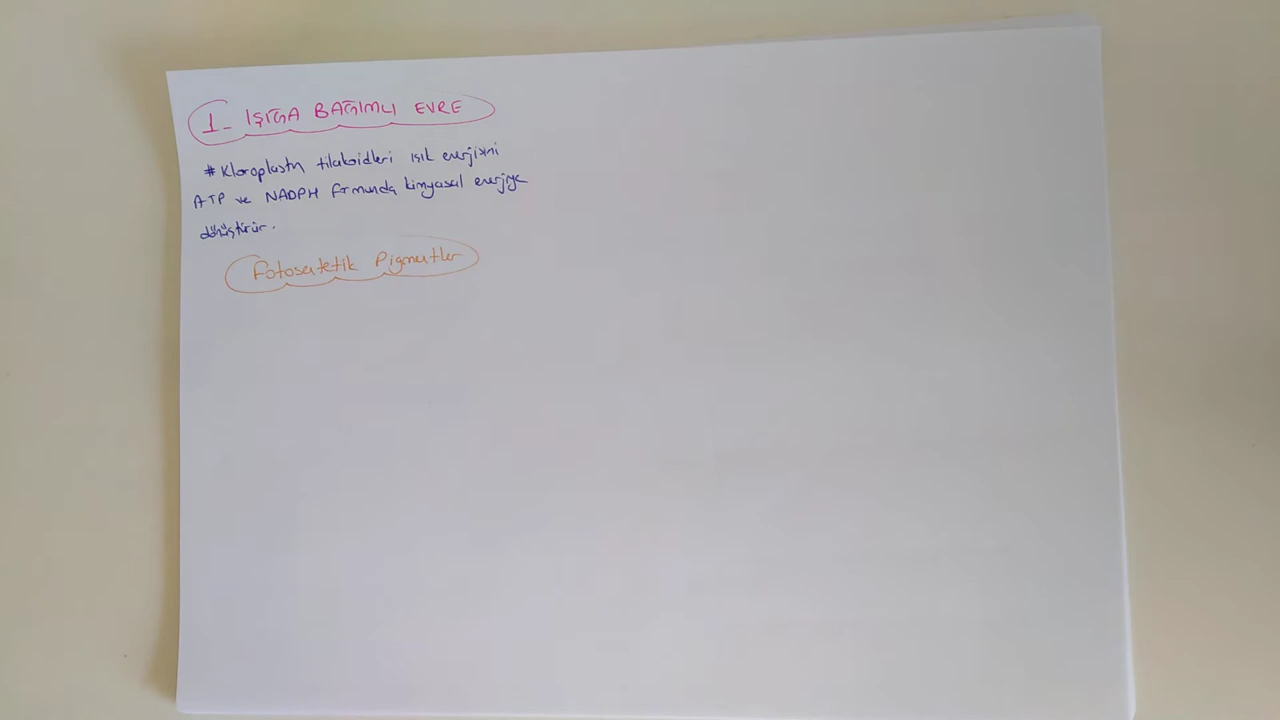 1- IŞIĞA BAĞIMLI EVRE
# Kloroplastın tilakoidleri ışık enerjisini
ATP ve NADPH formunda kimyasal enerjiye
dönüştürür.
Fotosentetik Pigmentler